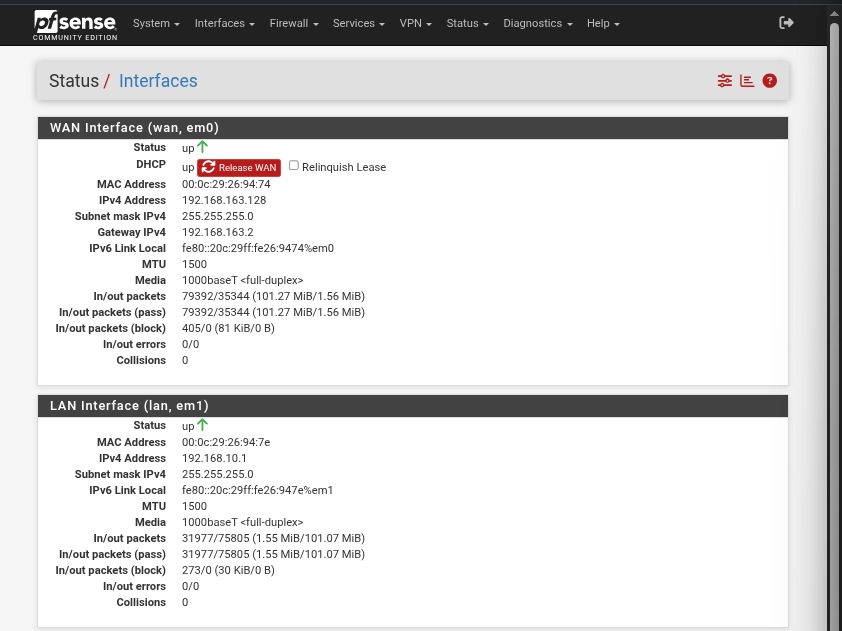 pfsense
COMMUNITY EDITION
System Interfaces Firewall Services VPN Status Diagnostics Help
Status / Interfaces
WAN Interface (wan, em0)
Status up
DHCP up Release WAN Relinquish Lease
MAC Address 00:0c:29:26:94:74
IPv4 Address 192.168.163.128
Subnet mask IPv4 255.255.255.0
Gateway IPv4 192.168.163.2
IPv6 Link Local fe80::20c:29ff:fe26:9474%em0
MTU 1500
Media 1000baseT <full-duplex>
In/out packets 79392/35344 (101.27 MiB/1.56 MiB)
In/out packets (pass) 79392/35344 (101.27 MiB/1.56 MiB)
In/out packets (block) 405/0 (81 KiB/0 B)
In/out errors 0/0
Collisions 0
LAN Interface (lan, em1)
Status up
MAC Address 00:0c:29:26:94:7e
IPv4 Address 192.168.10.1
Subnet mask IPv4 255.255.255.0
IPv6 Link Local fe80::20c:29ff:fe26:947e%em1
MTU 1500
Media 1000baseT <full-duplex>
In/out packets 31977/75805 (1.55 MiB/101.07 MiB)
In/out packets (pass) 31977/75805 (1.55 MiB/101.07 MiB)
In/out packets (block) 273/0 (30 KiB/0 B)
In/out errors 0/0
Collisions 0